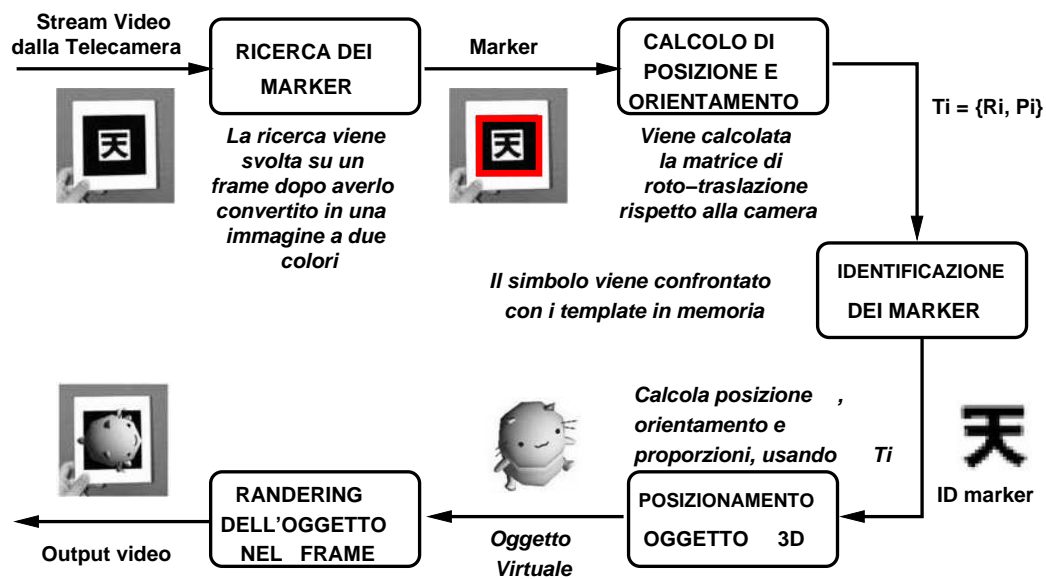 Stream Video
dalla Telecamera
RICERCA DEI
MARKER
La ricerca viene
svolta su un
frame dopo averlo
convertito in una
immagine a due
colori
Marker
CALCOLO DI
POSIZIONE E
ORIENTAMENTO
Viene calcolata
la matrice di
roto−traslazione
rispetto alla camera
Ti = {Ri, Pi}
IDENTIFICAZIONE
DEI MARKER
Il simbolo viene confrontato
con i template in memoria
天
天
天
ID marker
Calcola posizione ,
orientamento e
proporzioni, usando Ti
POSIZIONAMENTO
OGGETTO 3D
Oggetto
Virtuale
RANDERING
DELL'OGGETTO
NEL FRAME
Output video